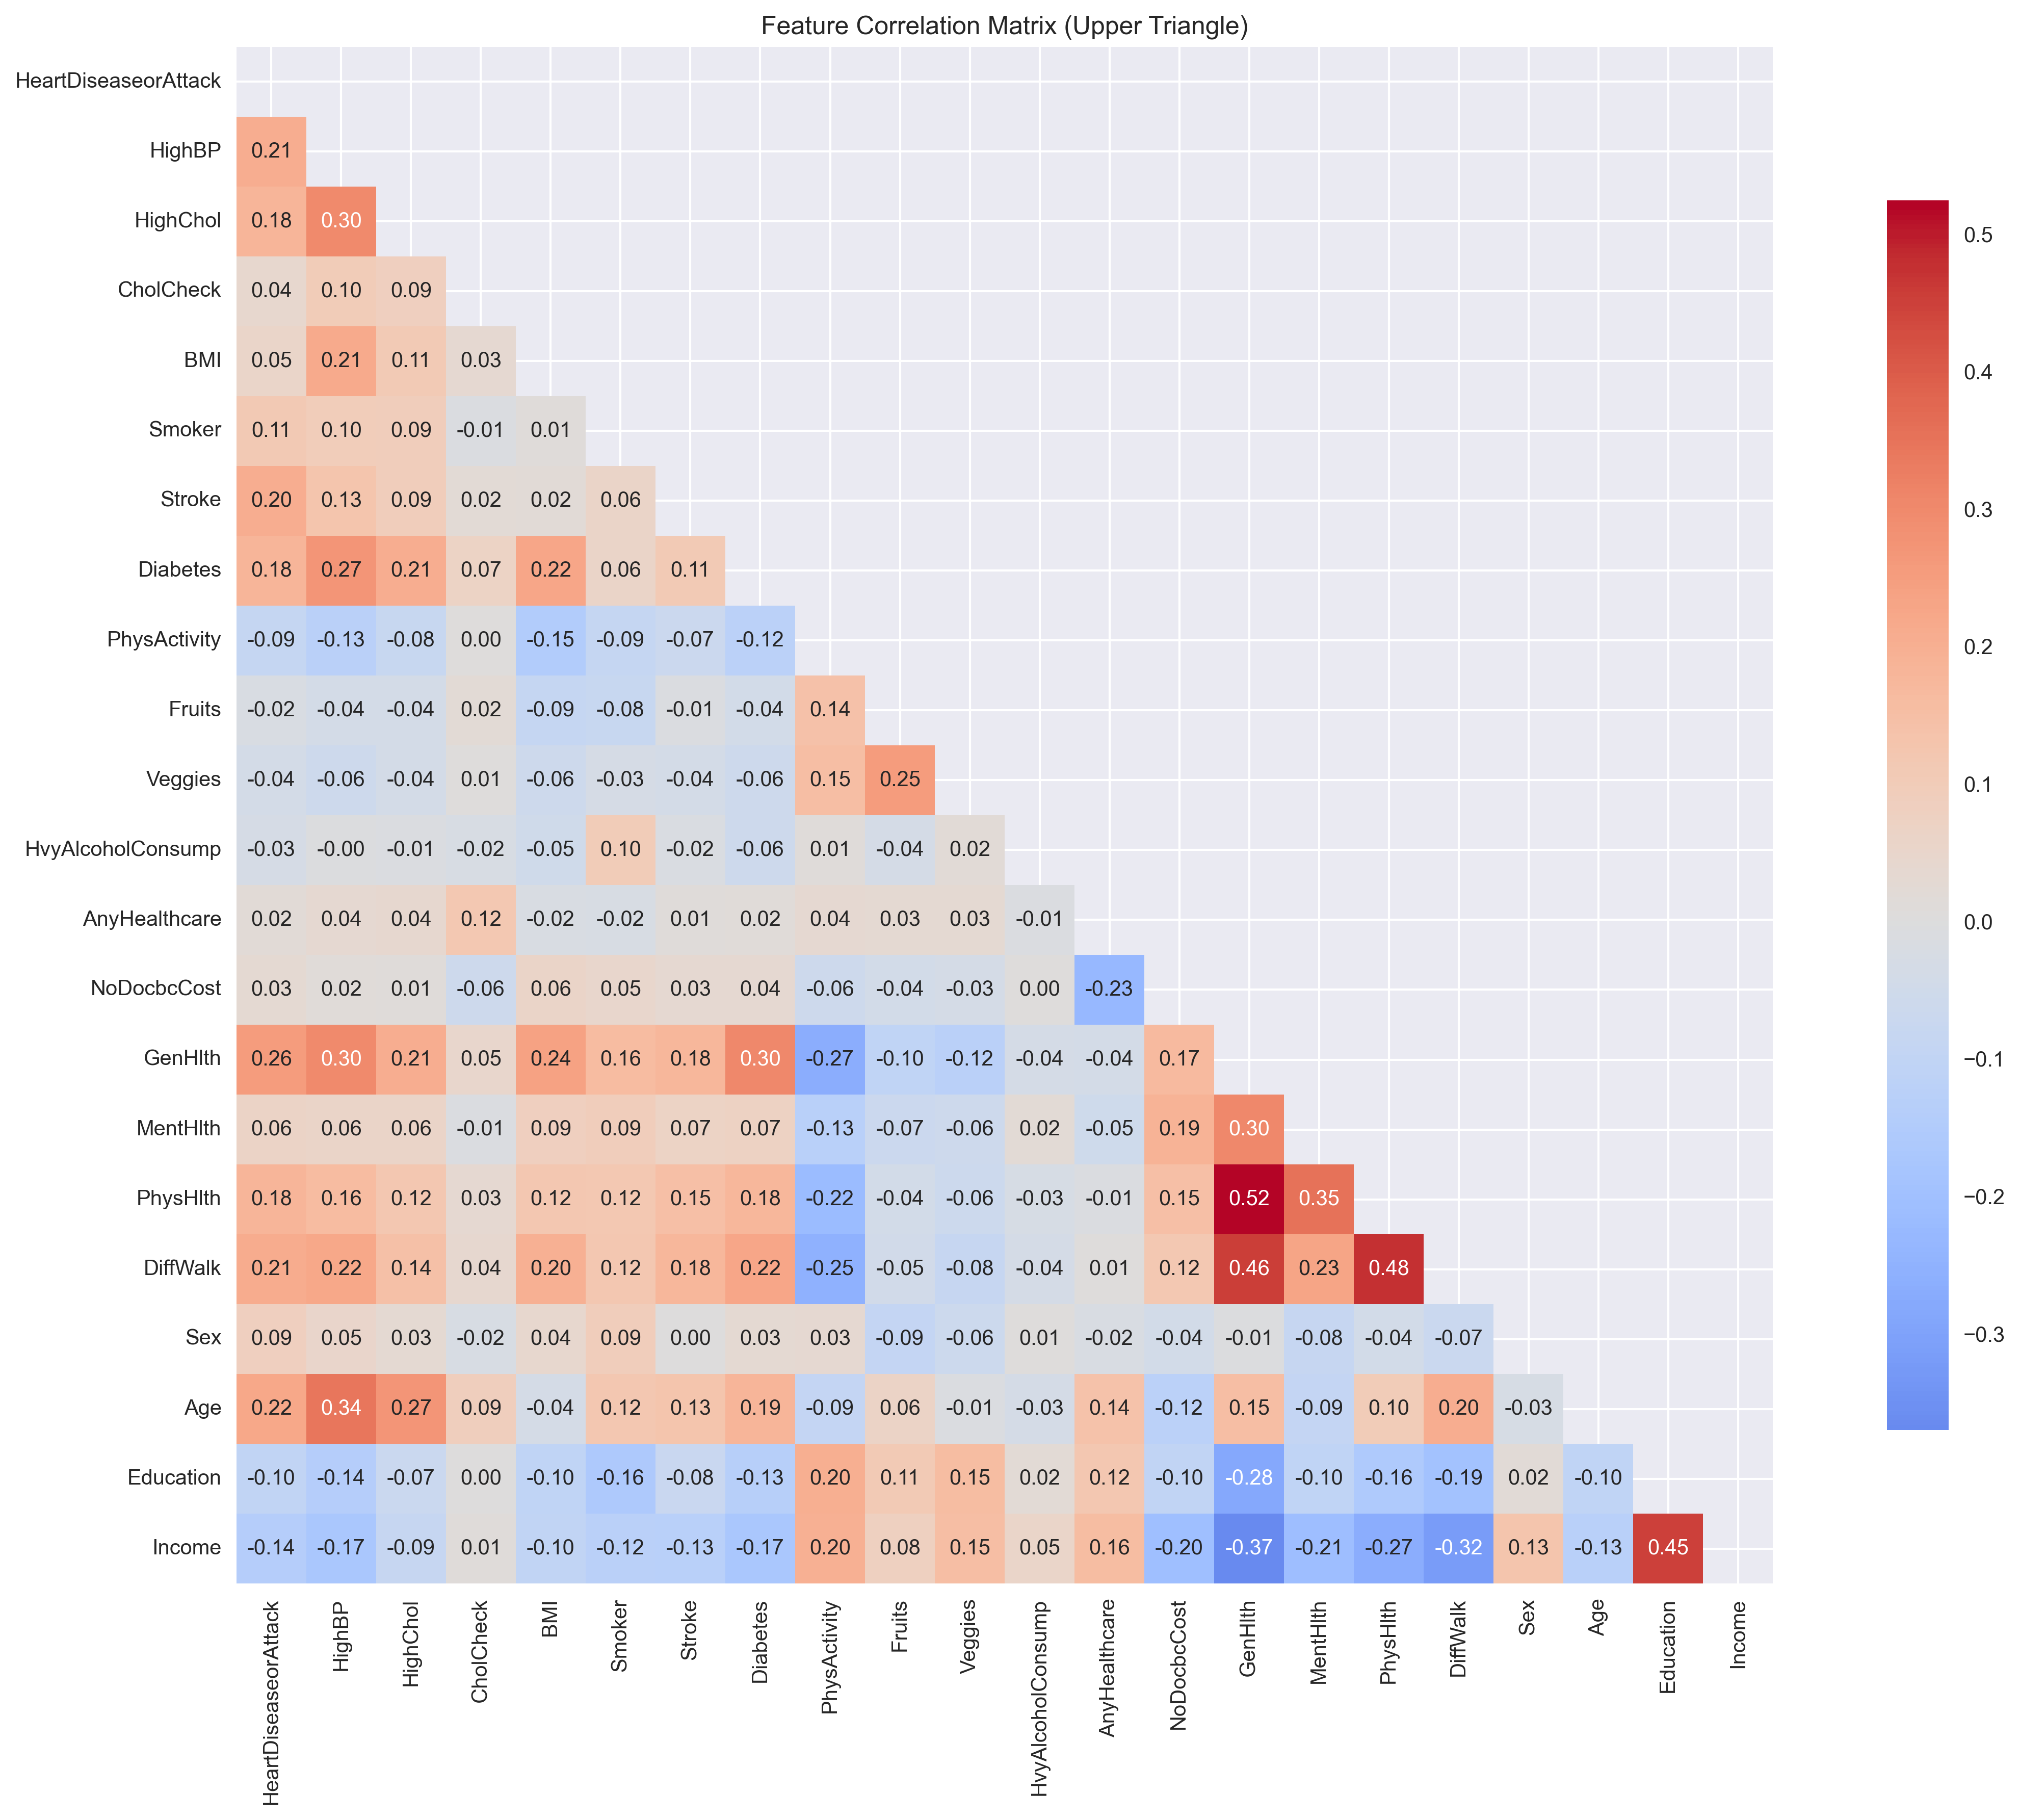 Feature Correlation Matrix (Upper Triangle)
HeartDiseaseorAttack
HighBP 0.21
HighChol 0.18 0.30
CholCheck 0.04 0.10 0.09
BMI 0.05 0.21 0.11 0.03
Smoker 0.11 0.10 0.09 -0.01 0.01
Stroke 0.20 0.13 0.09 0.02 0.02 0.06
Diabetes 0.18 0.27 0.21 0.07 0.22 0.06 0.11
PhysActivity -0.09 -0.13 -0.08 0.00 -0.15 -0.09 -0.07 -0.12
Fruits -0.02 -0.04 -0.04 0.02 -0.09 -0.08 -0.01 -0.04 0.14
Veggies -0.04 -0.06 -0.04 0.01 -0.06 -0.03 -0.04 -0.06 0.15 0.25
HvyAlcoholConsump -0.03 -0.00 -0.01 -0.02 -0.05 0.10 -0.02 -0.06 0.01 -0.04 0.02
AnyHealthcare 0.02 0.04 0.04 0.12 -0.02 -0.02 0.01 0.02 0.04 0.03 0.03 -0.01
NoDocbcCost 0.03 0.02 0.01 -0.06 0.06 0.05 0.03 0.04 -0.06 -0.04 -0.03 0.00 -0.23
GenHlth 0.26 0.30 0.21 0.05 0.24 0.16 0.18 0.30 -0.27 -0.10 -0.12 -0.04 -0.04 0.17
MentHlth 0.06 0.06 0.06 -0.01 0.09 0.09 0.07 0.07 -0.13 -0.07 -0.06 0.02 -0.05 0.19 0.30
PhysHlth 0.18 0.16 0.12 0.03 0.12 0.12 0.15 0.18 -0.22 -0.04 -0.06 -0.03 -0.01 0.15 0.52 0.35
DiffWalk 0.21 0.22 0.14 0.04 0.20 0.12 0.18 0.22 -0.25 -0.05 -0.08 -0.04 0.01 0.12 0.46 0.23 0.48
Sex 0.09 0.05 0.03 -0.02 0.04 0.09 0.00 0.03 0.03 -0.09 -0.06 0.01 -0.02 -0.04 -0.01 -0.08 -0.04 -0.07
Age 0.22 0.34 0.27 0.09 -0.04 0.12 0.13 0.19 -0.09 0.06 -0.01 -0.03 0.14 -0.12 0.15 -0.09 0.10 0.20 -0.03
Education -0.10 -0.14 -0.07 0.00 -0.10 -0.16 -0.08 -0.13 0.20 0.11 0.15 0.02 0.12 -0.10 -0.28 -0.10 -0.16 -0.19 0.02 -0.10
Income -0.14 -0.17 -0.09 0.01 -0.10 -0.12 -0.13 -0.17 0.20 0.08 0.15 0.05 0.16 -0.20 -0.37 -0.21 -0.27 -0.32 0.13 -0.13 0.45
HeartDiseaseorAttack
HighBP
HighChol
CholCheck
BMI
Smoker
Stroke
Diabetes
PhysActivity
Fruits
Veggies
HvyAlcoholConsump
AnyHealthcare
NoDocbcCost
GenHlth
MentHlth
PhysHlth
DiffWalk
Sex
Age
Education
Income
0.5
0.4
0.3
0.2
0.1
0.0
−0.1
−0.2
−0.3